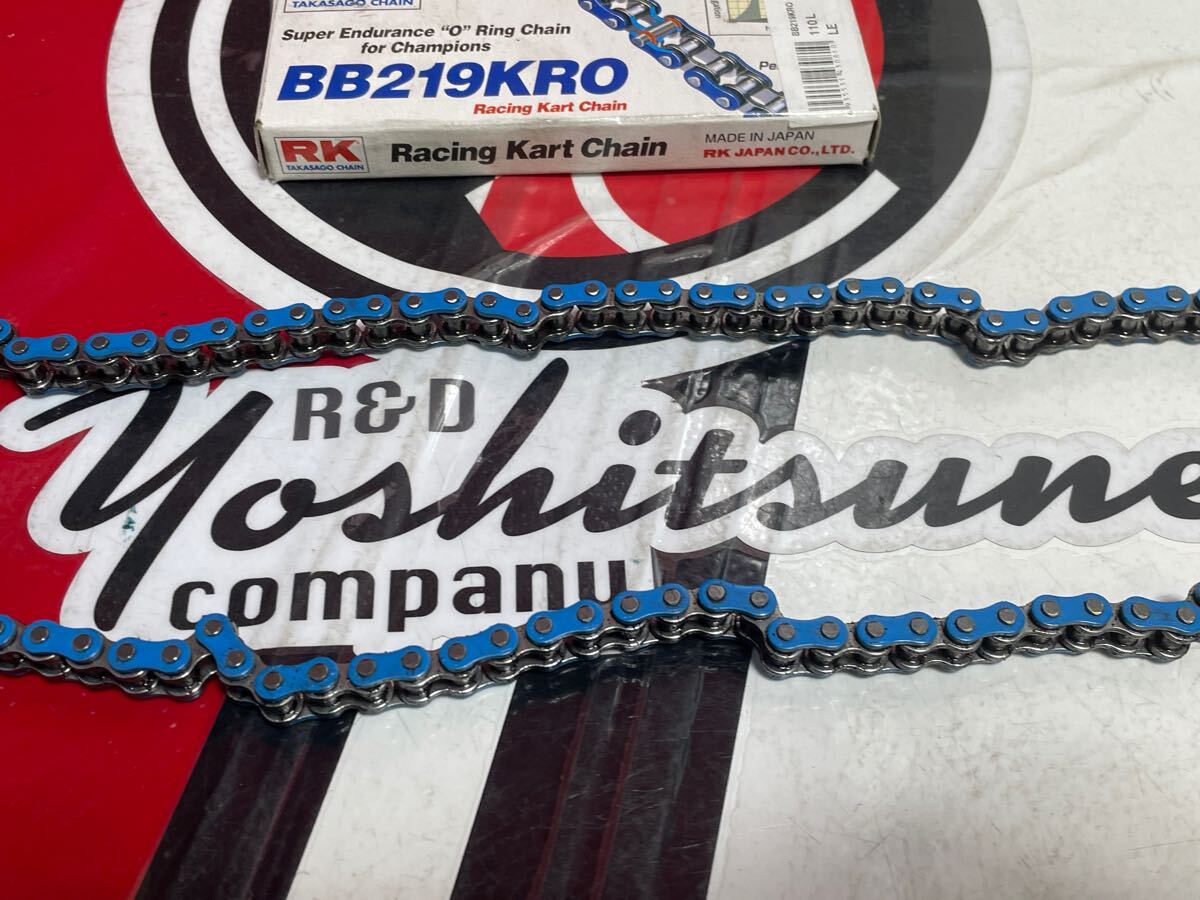 TAKASAGO CHAIN
Super Endurance "O" Ring Chain
for Champions
BB219KRO
Racing Kart Chain
BB219KRO
110L
LE
RK
TAKASAGO CHAIN
Racing Kart Chain
MADE IN JAPAN
RK JAPAN CO., LTD.
R&D
Yoshitsune
company